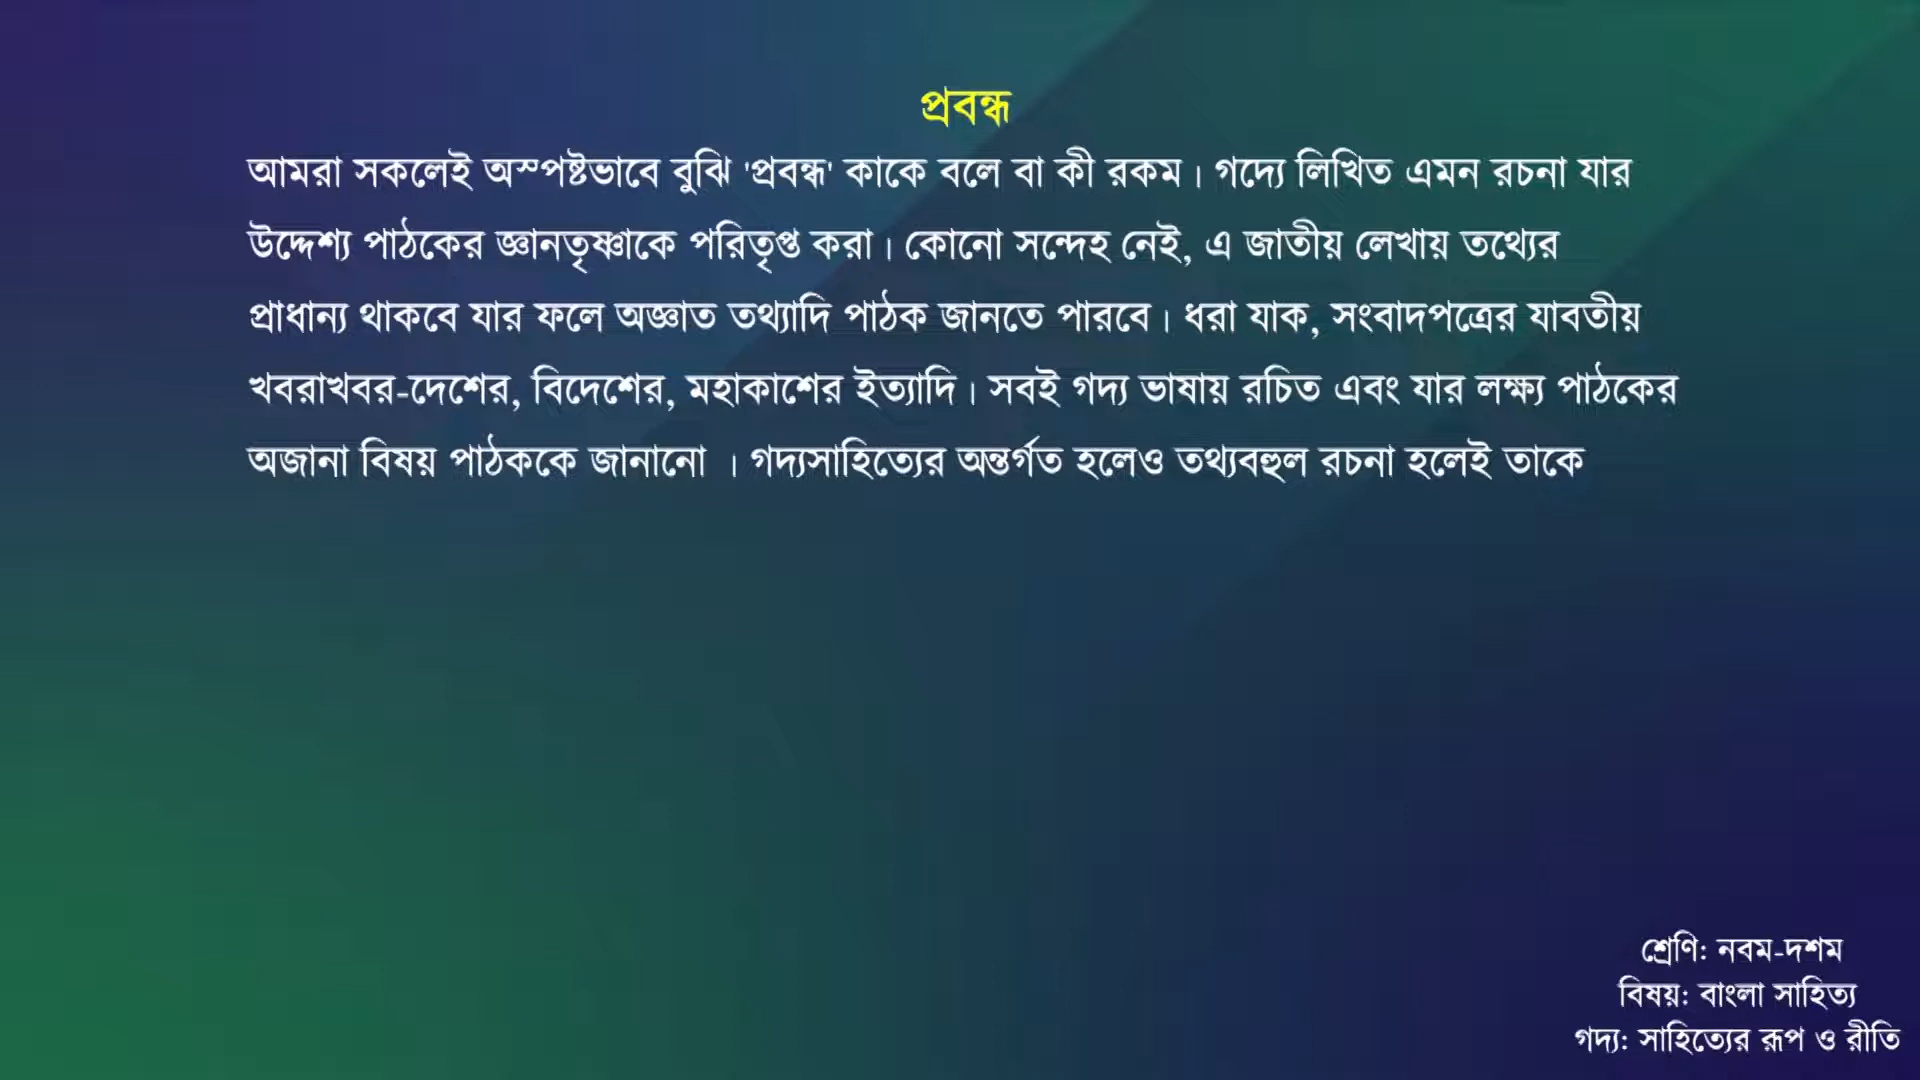 প্রবন্ধ
আমরা সকলেই অস্পষ্টভাবে বুঝি 'প্রবন্ধ' কাকে বলে বা কী রকম। গদ্যে লিখিত এমন রচনা যার
উদ্দেশ্য পাঠকের জ্ঞানতৃষ্ণাকে পরিতৃপ্ত করা। কোনো সন্দেহ নেই, এ জাতীয় লেখায় তথ্যের
প্রাধান্য থাকবে যার ফলে অজ্ঞাত তথ্যাদি পাঠক জানতে পারবে। ধরা যাক, সংবাদপত্রের যাবতীয়
খবরাখবর-দেশের, বিদেশের, মহাকাশের ইত্যাদি। সবই গদ্য ভাষায় রচিত এবং যার লক্ষ্য পাঠকের
অজানা বিষয় পাঠককে জানানো । গদ্যসাহিত্যের অন্তর্গত হলেও তথ্যবহুল রচনা হলেই তাকে
শ্রেণি: নবম-দশম
বিষয়: বাংলা সাহিত্য
গদ্য: সাহিত্যের রূপ ও রীতি